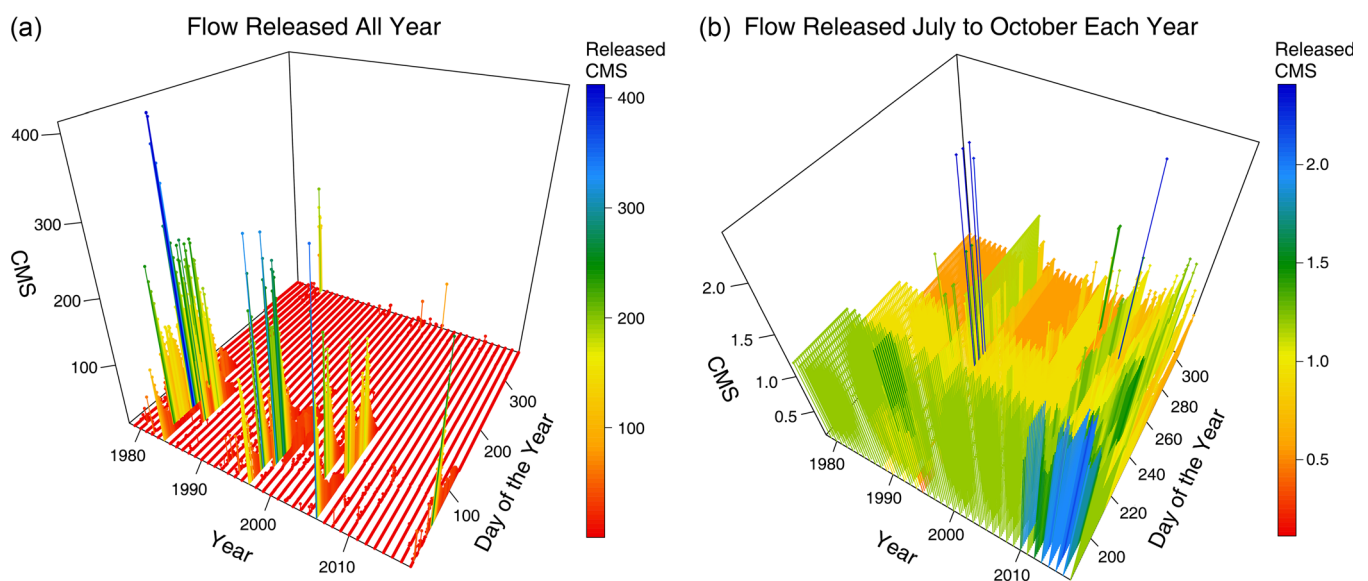 (a) Flow Released All Year
Released
CMS
400
300
200
100
CMS
400
300
200
100
1980
1990
2000
2010
Year
100
200
300
Day of the Year
(b) Flow Released July to October Each Year
Released
CMS
2.0
1.5
1.0
0.5
CMS
2.0
1.5
1.0
0.5
1980
1990
2000
2010
Year
200
220
240
260
280
300
Day of the Year